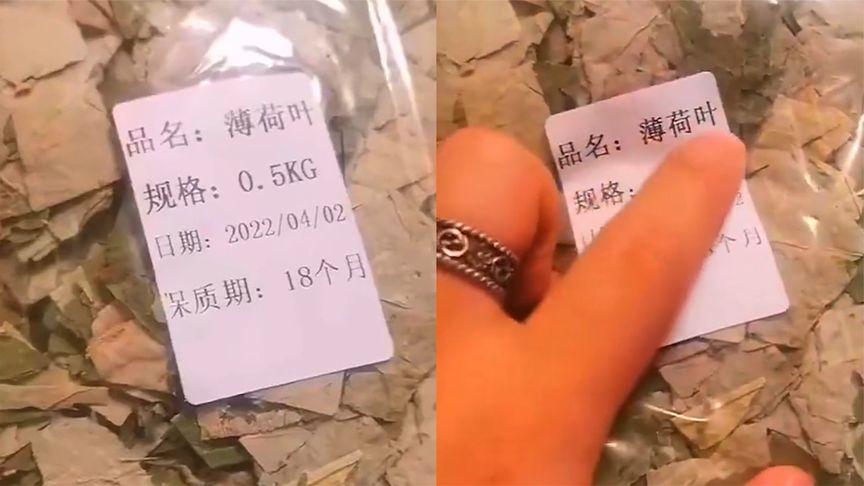 品名：薄荷叶
规格：0.5KG
日期：2022/04/02
保质期：18个月
品名：薄荷叶
规格：
个月